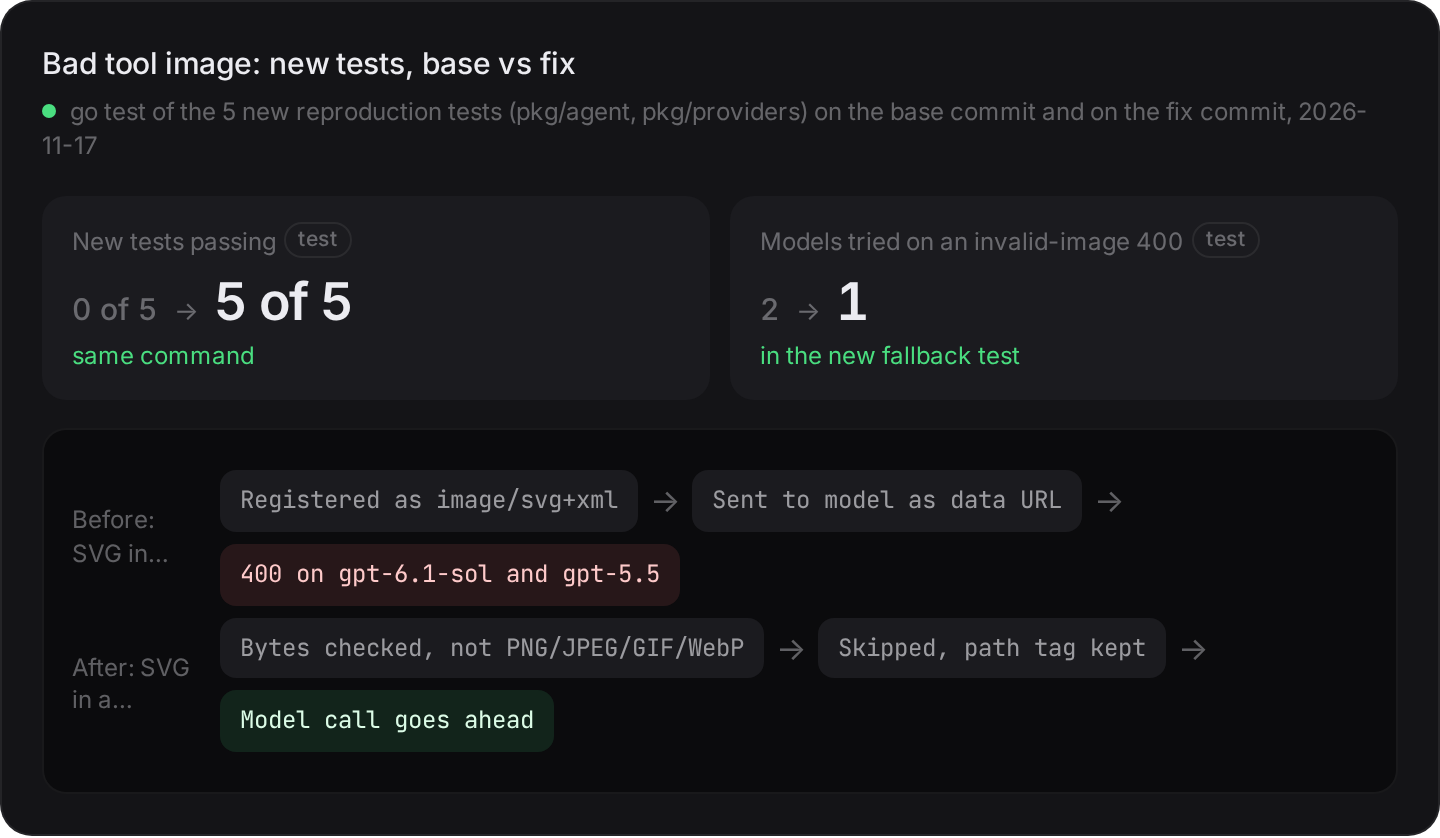 Bad tool image: new tests, base vs fix
go test of the 5 new reproduction tests (pkg/agent, pkg/providers) on the base commit and on the fix commit, 2026-
11-17
New tests passing test
0 of 5 → 5 of 5
same command
Models tried on an invalid-image 400 test
2 → 1
in the new fallback test
Before:
SVG in…
Registered as image/svg+xml → Sent to model as data URL →
400 on gpt-6.1-sol and gpt-5.5
After: SVG
in a…
Bytes checked, not PNG/JPEG/GIF/WebP → Skipped, path tag kept →
Model call goes ahead